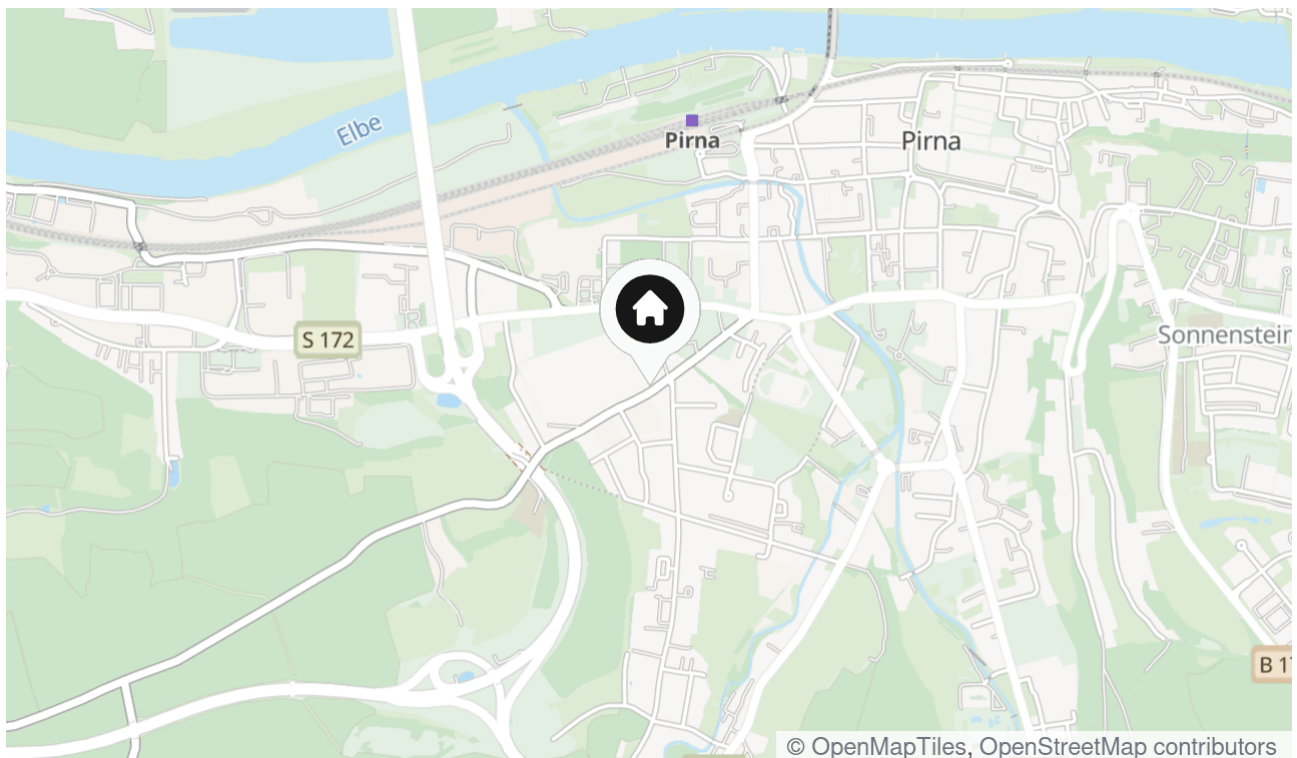 Elbe
Pirna
Pirna
S 172
Sonnenstein
B 17
© OpenMapTiles, OpenStreetMap contributors